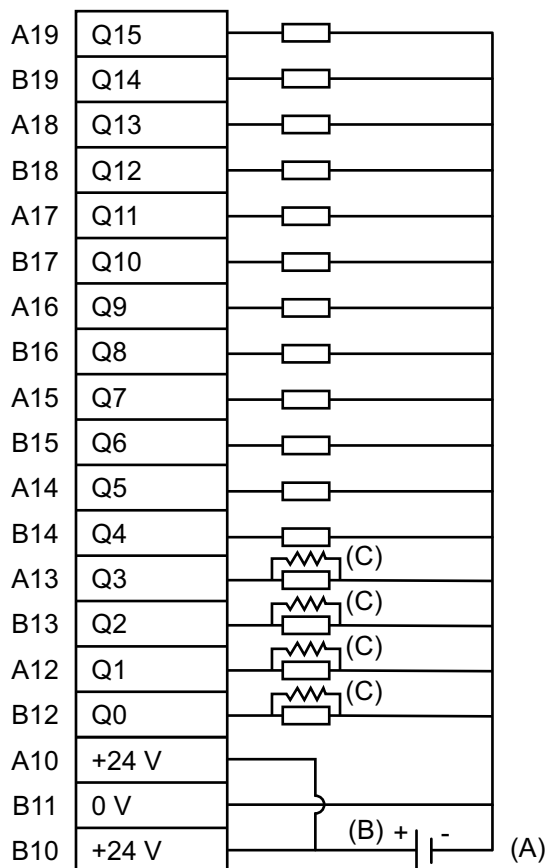 A19 Q15
B19 Q14
A18 Q13
B18 Q12
A17 Q11
B17 Q10
A16 Q9
B16 Q8
A15 Q7
B15 Q6
A14 Q5
B14 Q4
(C)
A13 Q3
(C)
B13 Q2
(C)
A12 Q1
(C)
B12 Q0
A10 +24 V
B11 0 V
B10 +24 V (B) + - (A)